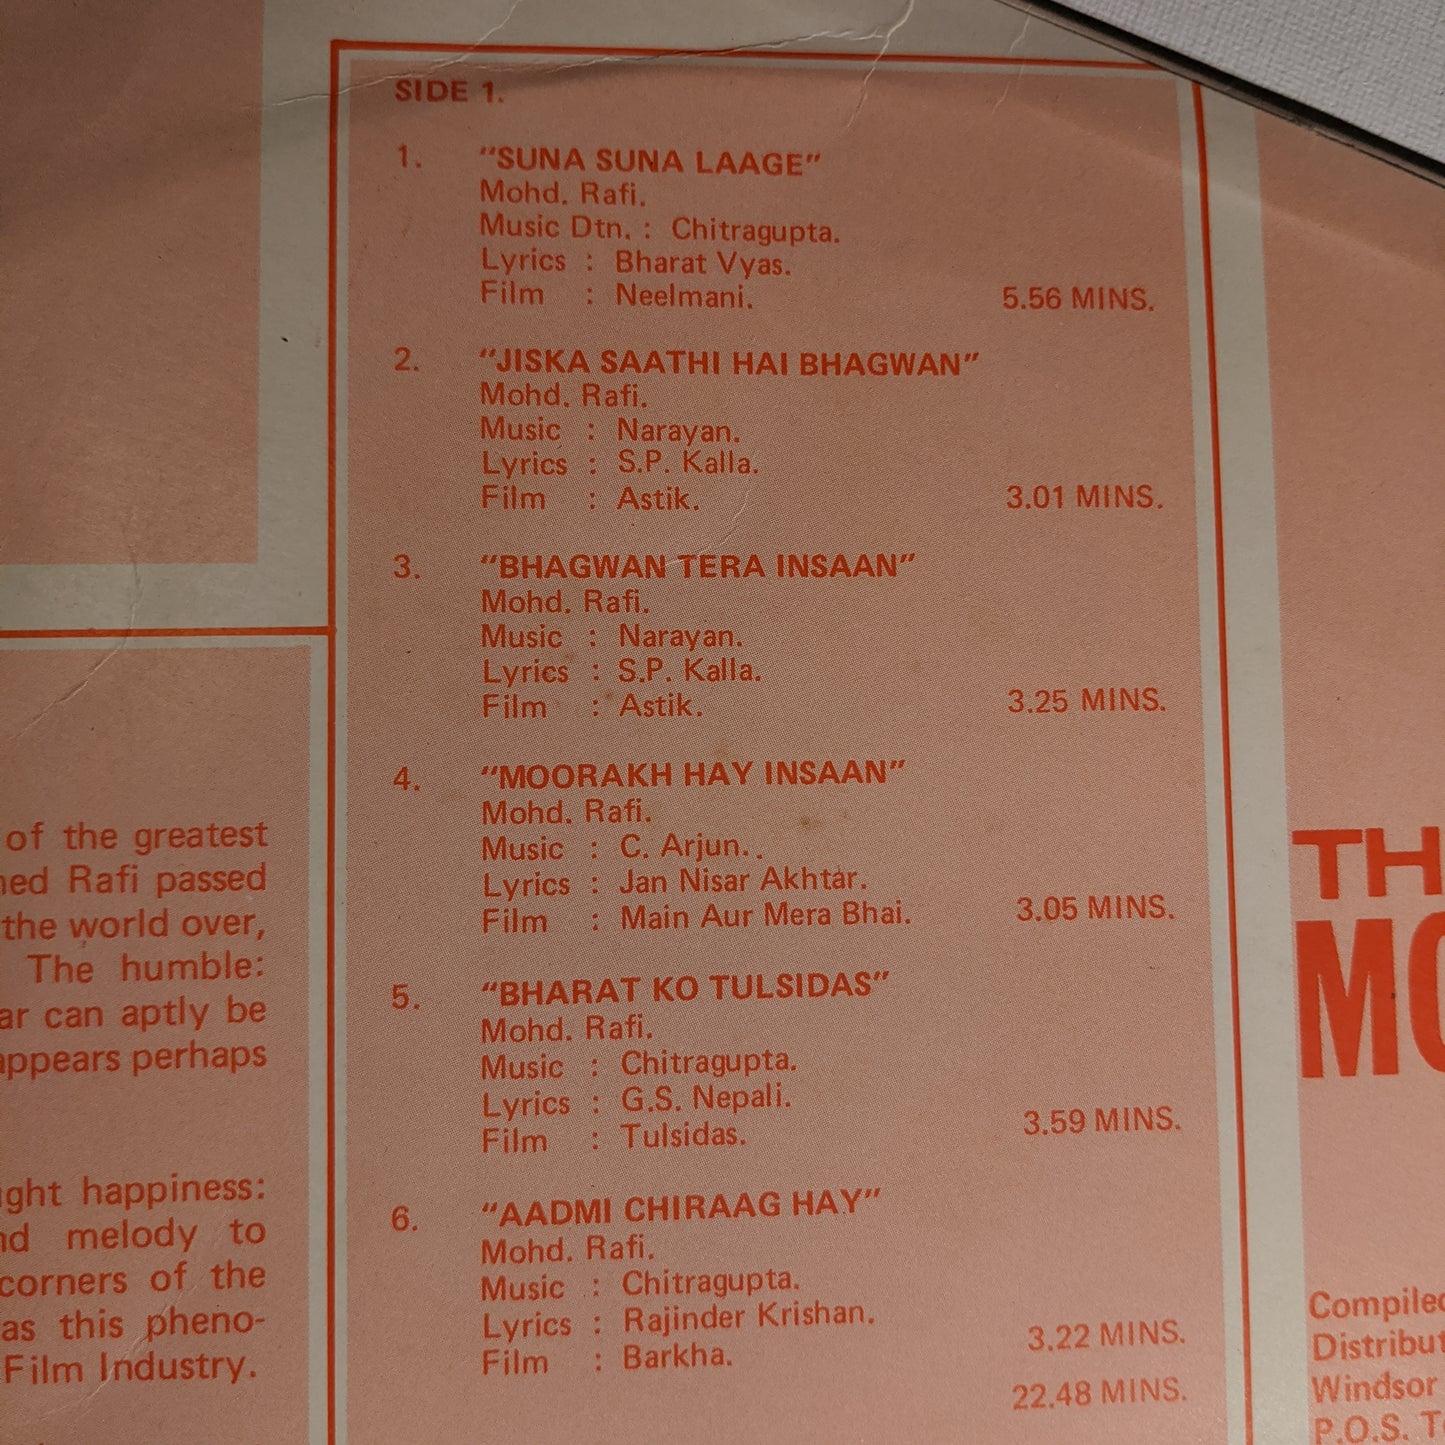 SIDE 1.
1. "SUNA SUNA LAAGE"
Mohd. Rafi.
Music Dtn. : Chitragupta.
Lyrics : Bharat Vyas.
Film : Neelmani. 5.56 MINS.
2. "JISKA SAATHI HAI BHAGWAN"
Mohd. Rafi.
Music : Narayan.
Lyrics : S.P. Kalla.
Film : Astik. 3.01 MINS.
3. "BHAGWAN TERA INSAAN"
Mohd. Rafi.
Music : Narayan.
Lyrics : S.P. Kalla.
Film : Astik. 3.25 MINS.
4. "MOORAKH HAY INSAAN"
Mohd. Rafi.
Music : C. Arjun.
Lyrics : Jan Nisar Akhtar.
Film : Main Aur Mera Bhai. 3.05 MINS.
5. "BHARAT KO TULSIDAS"
Mohd. Rafi.
Music : Chitragupta.
Lyrics : G.S. Nepali.
Film : Tulsidas. 3.59 MINS.
6. "AADMI CHIRAAG HAY"
Mohd. Rafi.
Music : Chitragupta.
Lyrics : Rajinder Krishan.
Film : Barkha. 3.22 MINS.
22.48 MINS.
of the greatest
Rafi passed
the world over,
The humble:
can aptly be
appears perhaps
happiness:
melody to
corners of the
as this pheno-
Film Industry.
TH
MO
Compiled
Distribut
Windsor
P.O.S. T